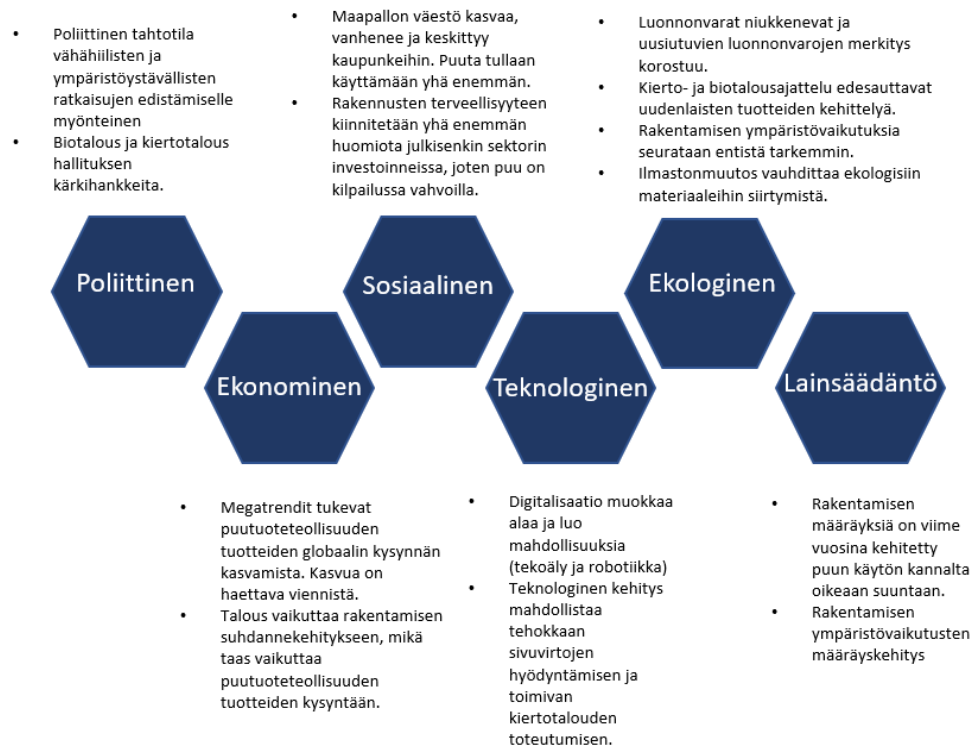 • Poliittinen tahtotila
vähähiilisten ja
ympäristöystävällisten
ratkaisujen edistämiselle
myönteinen
• Biotalous ja kiertotalous
hallituksen
kärkihankkeita.
• Maapallon väestö kasvaa,
vanhenee ja keskittyy
kaupunkeihin. Puuta tullaan
käyttämään yhä enemmän.
• Rakennusten terveellisyyteen
kiinnitetään yhä enemmän
huomiota julkisenkin sektorin
investoinneissa, joten puu on
kilpailussa vahvoilla.
• Luonnonvarat niukkenevat ja
uusiutuvien luonnonvarojen merkitys
korostuu.
• Kierto- ja biotalousajattelu edesauttavat
uudenlaisten tuotteiden kehittelyä.
• Rakentamisen ympäristövaikutuksia
seurataan entistä tarkemmin.
• Ilmastonmuutos vauhdittaa ekologisiin
materiaaleihin siirtymistä.
Poliittinen
Sosiaalinen
Ekologinen
Ekonominen
Teknologinen
Lainsäädäntö
• Megatrendit tukevat
puutuoteteollisuuden
tuotteiden globaalin kysynnän
kasvamista. Kasvua on
haettava viennistä.
• Talous vaikuttaa rakentamisen
suhdannekehitykseen, mikä
taas vaikuttaa
puutuoteteollisuuden
tuotteiden kysyntään.
• Digitalisaatio muokkaa
alaa ja luo
mahdollisuuksia
(tekoäly ja robotiikka)
• Teknologinen kehitys
mahdollistaa
tehokkaan
sivuvirtojen
hyödyntämisen ja
toimivan
kiertotalouden
toteutumisen.
• Rakentamisen
määräyksiä on viime
vuosina kehitetty
puun käytön kannalta
oikeaan suuntaan.
• Rakentamisen
ympäristövaikutusten
määräyskehitys